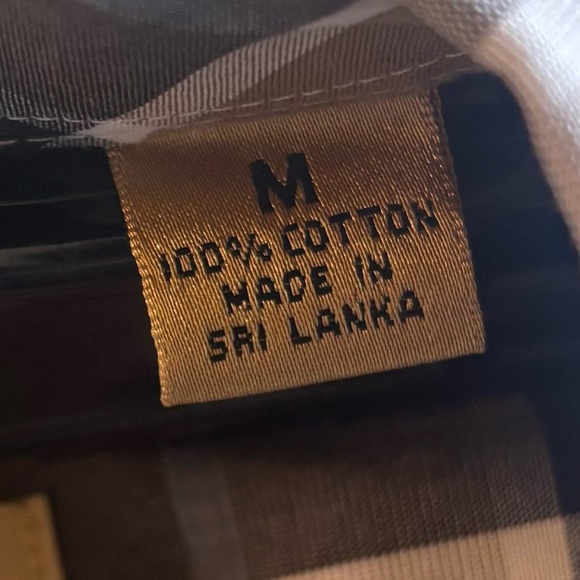 M
100% COTTON
MADE IN
SRI LANKA